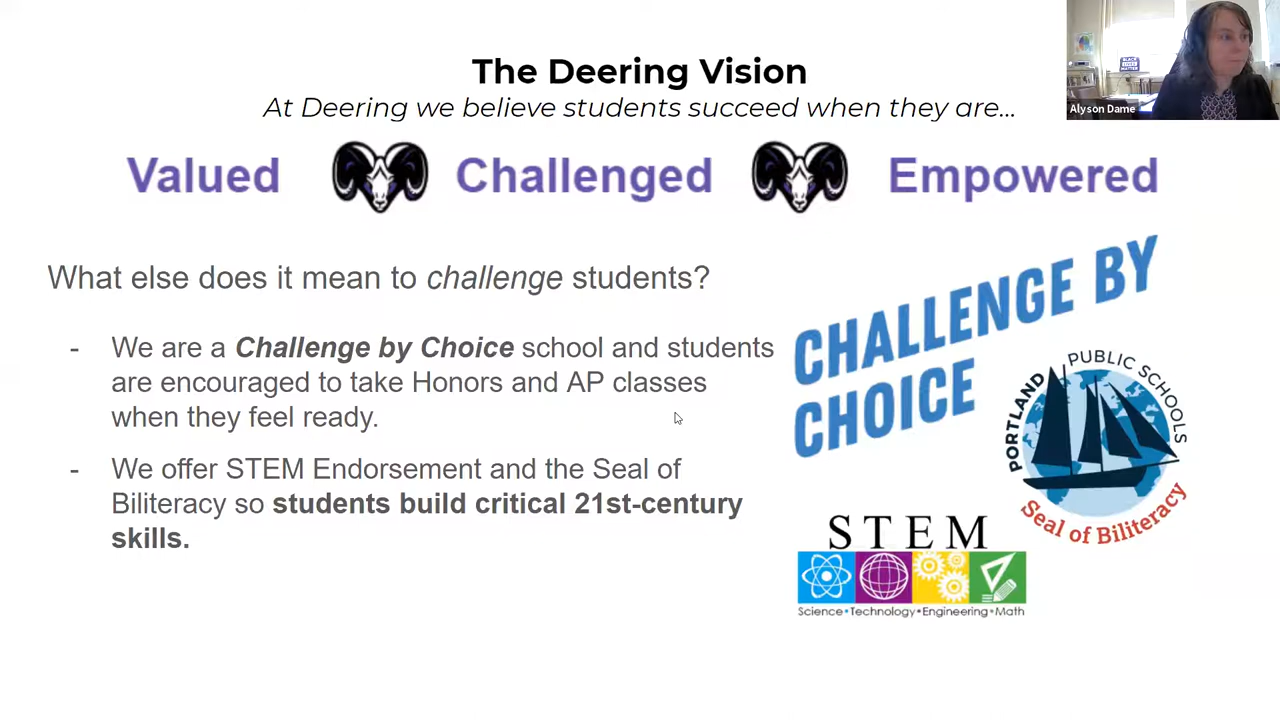 The Deering Vision
At Deering we believe students succeed when they are...
Alyson Dame
Valued Challenged Empowered
What else does it mean to challenge students?
- We are a Challenge by Choice school and students
are encouraged to take Honors and AP classes
when they feel ready.
- We offer STEM Endorsement and the Seal of
Biliteracy so students build critical 21st-century
skills.
CHALLENGE BY
CHOICE
PORTLAND PUBLIC SCHOOLS
Seal of Biliteracy
STEM
Science•Technology•Engineering•Math